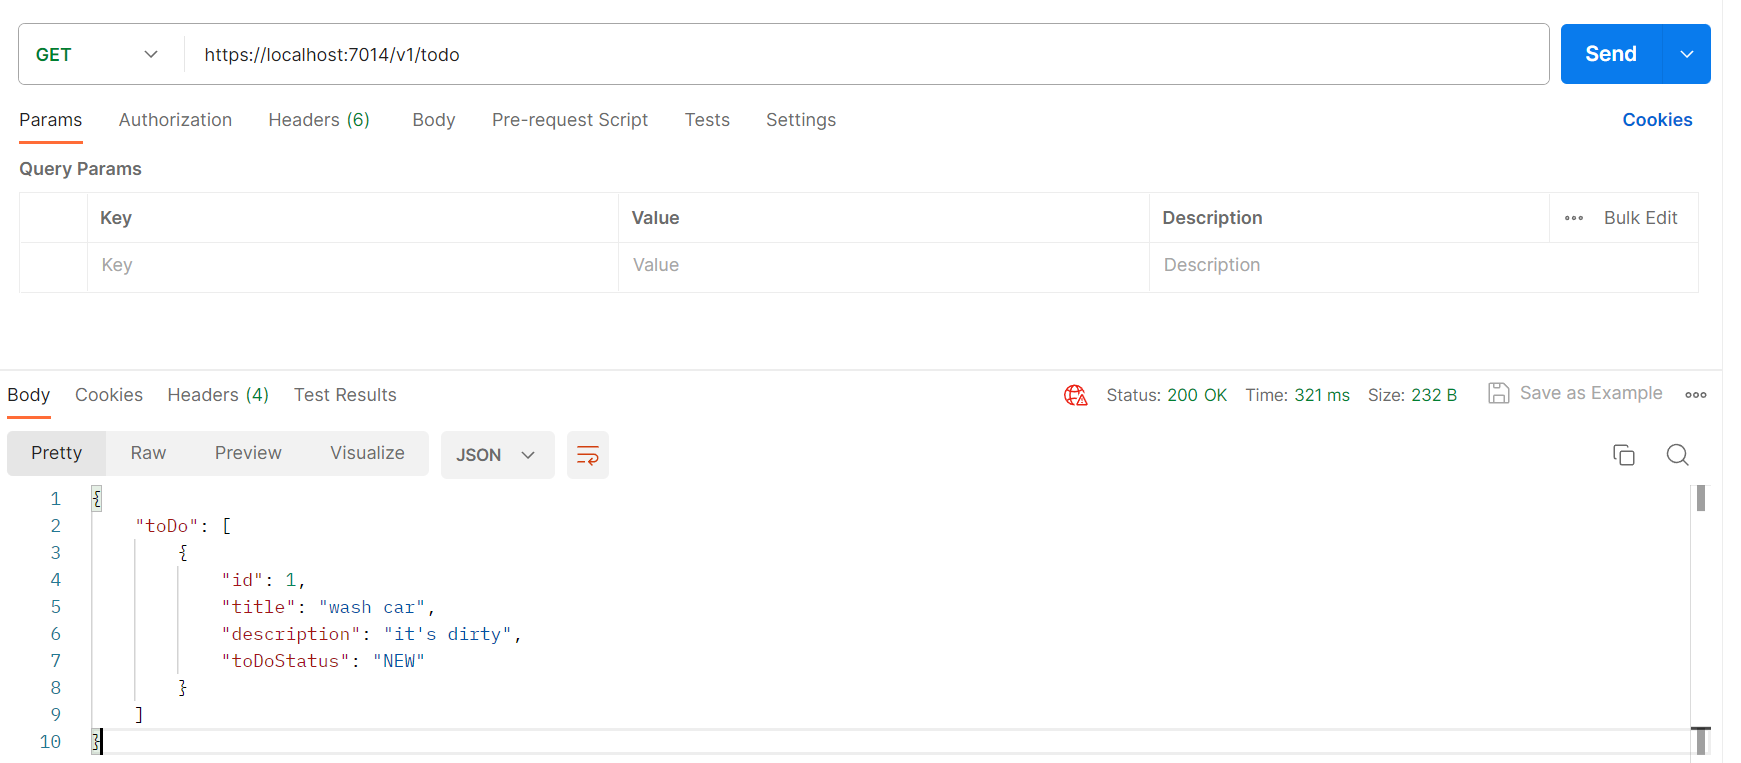 GET https://localhost:7014/v1/todo Send
Params Authorization Headers (6) Body Pre-request Script Tests Settings Cookies
Query Params
Key Value Description Bulk Edit
Key Value Description
Body Cookies Headers (4) Test Results Status: 200 OK Time: 321 ms Size: 232 B Save as Example
Pretty Raw Preview Visualize JSON
1 {
2 "toDo": [
3 {
4 "id": 1,
5 "title": "wash car",
6 "description": "it's dirty",
7 "toDoStatus": "NEW"
8 }
9 ]
10 }